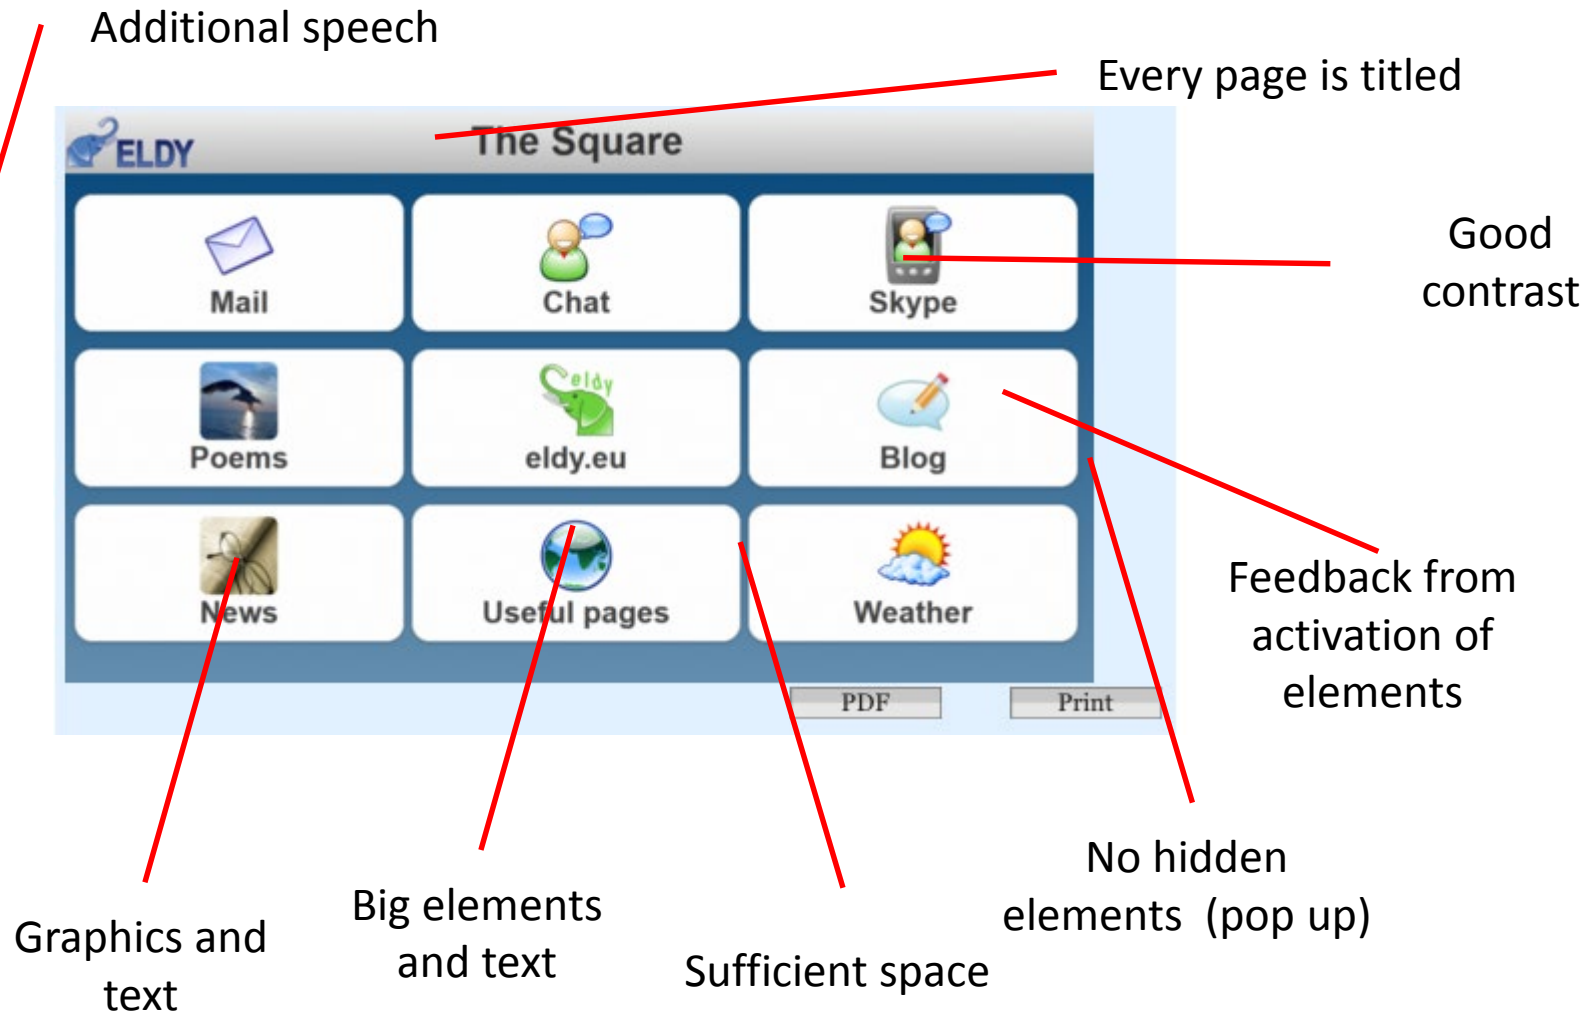 Additional speech
Every page is titled
ELDY
The Square
Mail
Chat
Skype
Good
contrast
eldy
Poems
eldy.eu
Blog
News
Useful pages
Weather
Feedback from
activation of
elements
PDF
Print
No hidden
elements (pop up)
Big elements
and text
Graphics and
text
Sufficient space